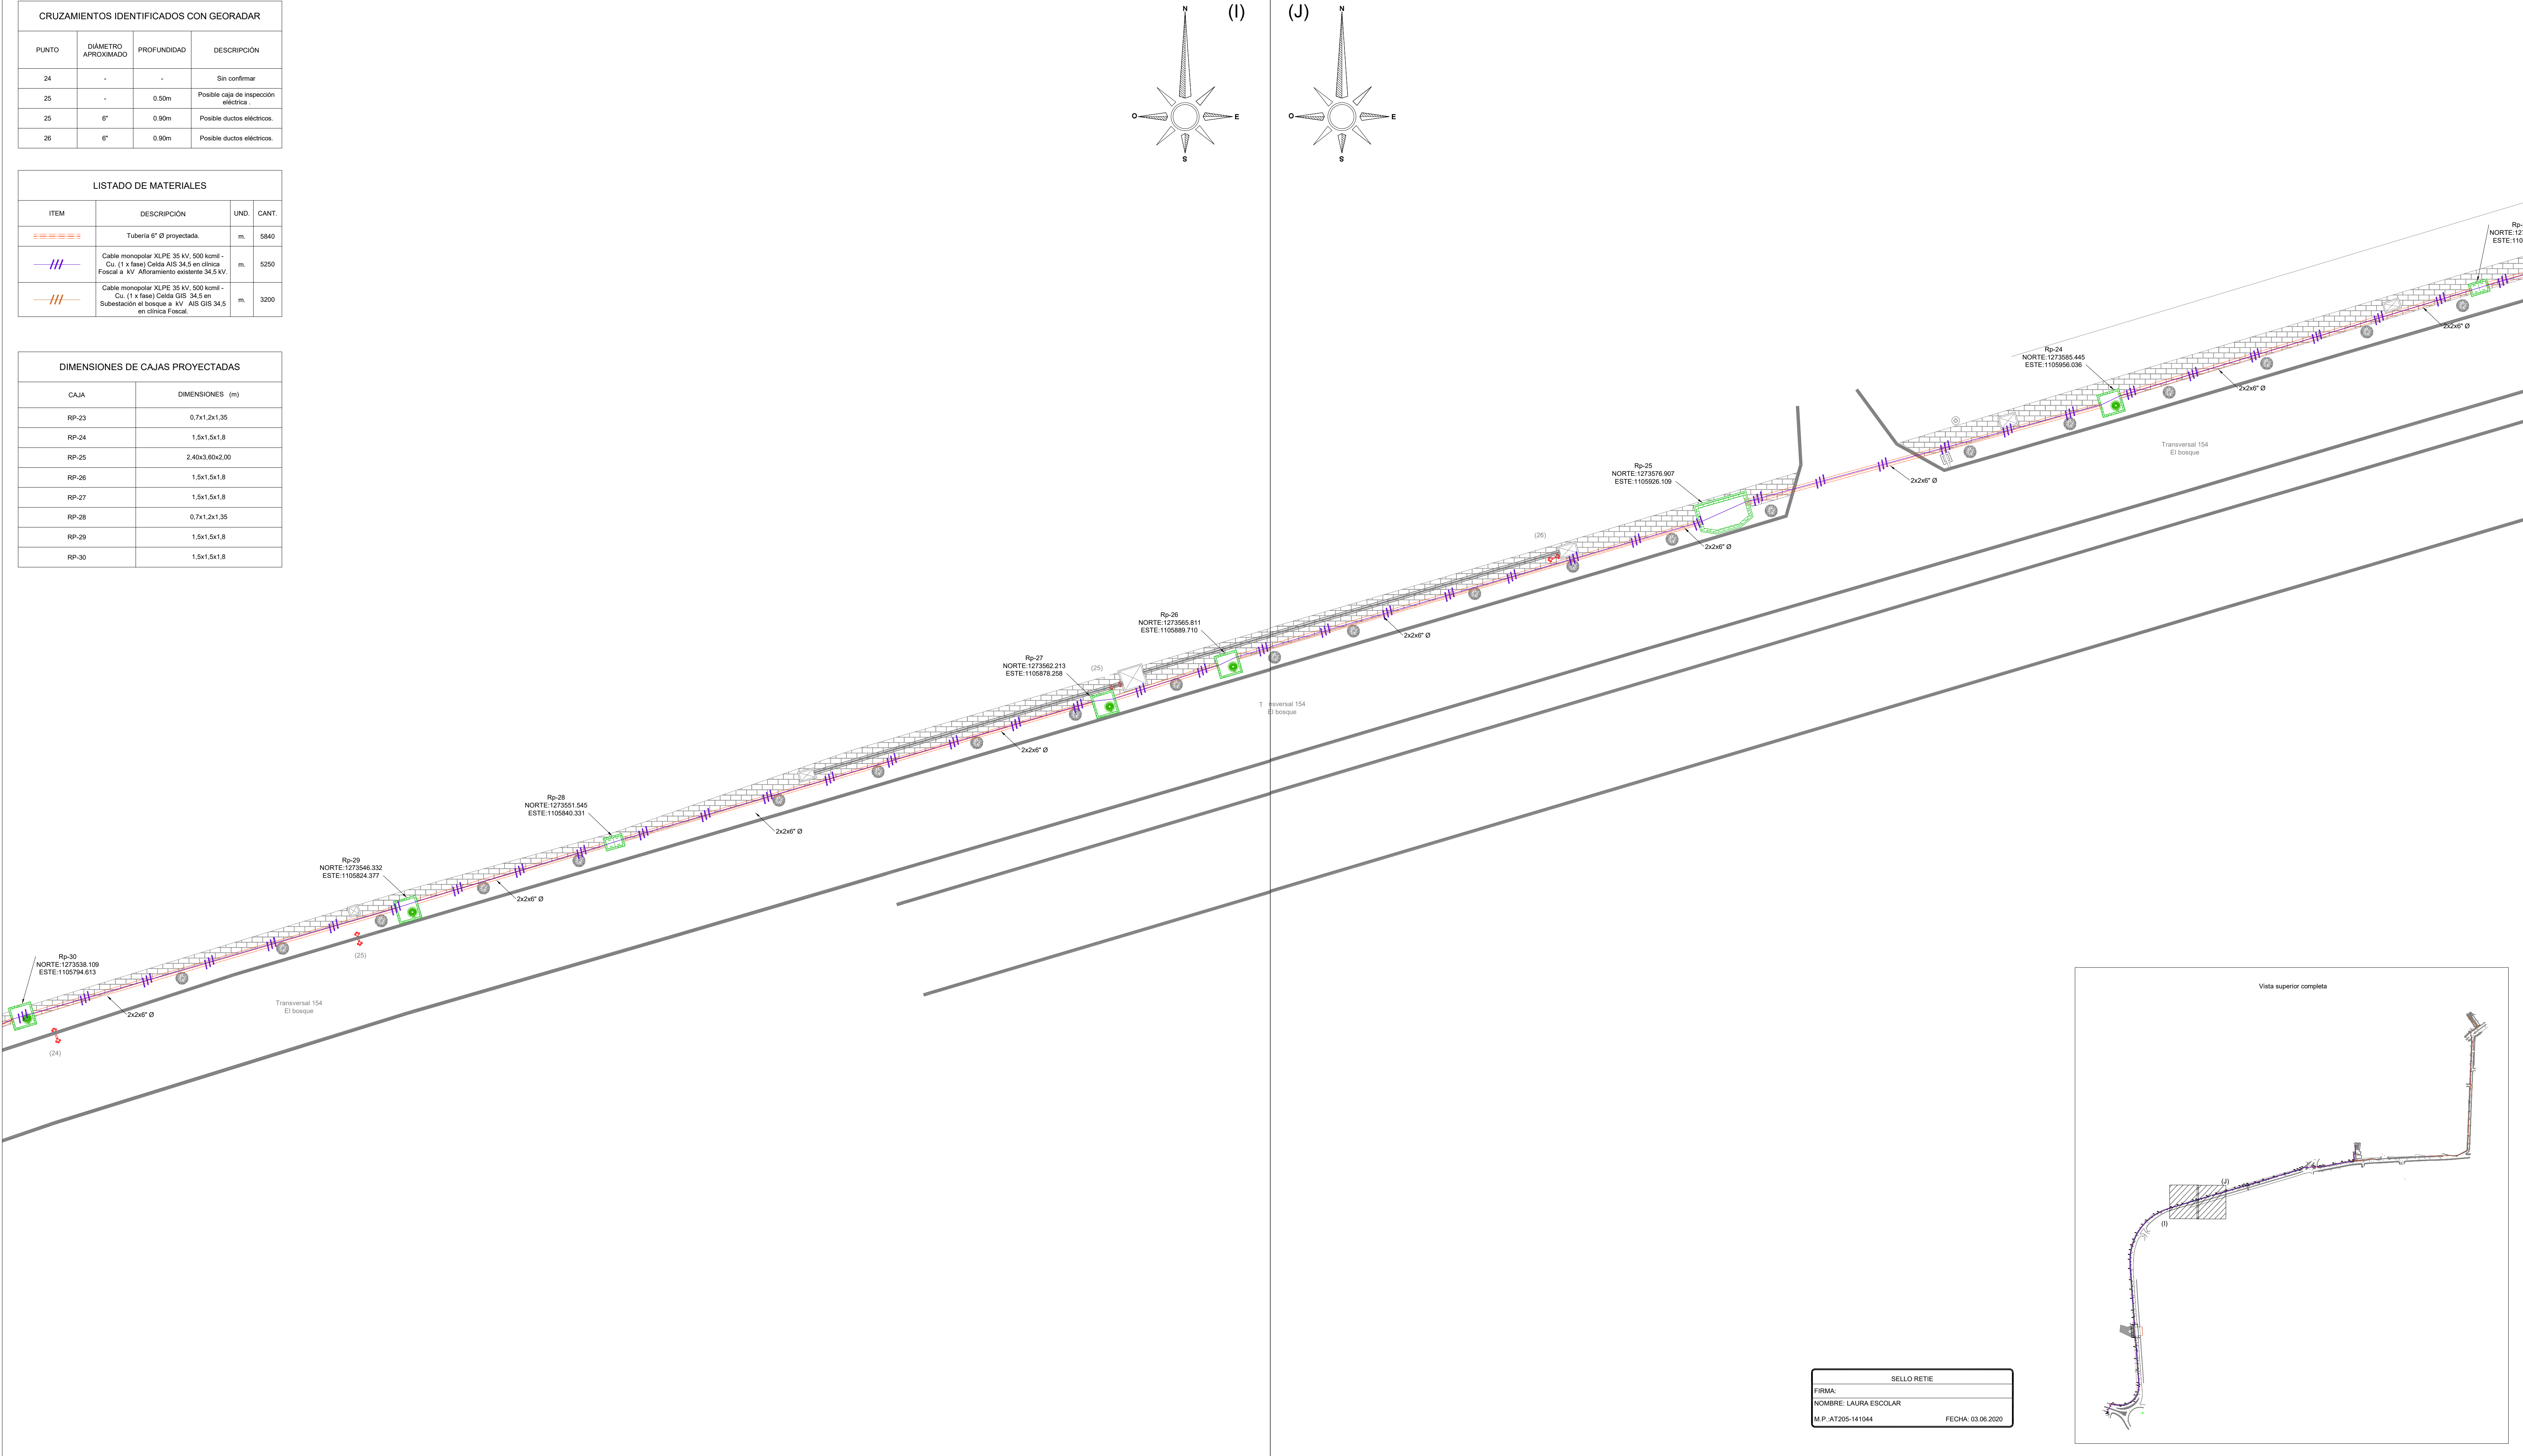 CRUZAMIENTOS IDENTIFICADOS CON GEORADAR
PUNTO DIÁMETRO APROXIMADO PROFUNDIDAD DESCRIPCIÓN
24 - - Sin confirmar
25 - 0.50m Posible caja de inspección eléctrica .
25 6" 0.90m Posible ductos eléctricos.
26 6" 0.90m Posible ductos eléctricos.
LISTADO DE MATERIALES
ITEM DESCRIPCIÓN UND. CANT.
Tubería 6" Ø proyectada. m. 5840
Cable monopolar XLPE 35 kV, 500 kcmil -
Cu. (1 x fase) Celda AIS 34,5 en clínica
Foscal a kV Afloramiento existente 34,5 kV.
m. 5250
Cable monopolar XLPE 35 kV, 500 kcmil -
Cu. (1 x fase) Celda GIS 34,5 en
Subestación el bosque a kV AIS GIS 34,5
en clínica Foscal.
m. 3200
DIMENSIONES DE CAJAS PROYECTADAS
CAJA DIMENSIONES (m)
RP-23 0,7x1,2x1,35
RP-24 1,5x1,5x1,8
RP-25 2,40x3,60x2,00
RP-26 1,5x1,5x1,8
RP-27 1,5x1,5x1,8
RP-28 0,7x1,2x1,35
RP-29 1,5x1,5x1,8
RP-30 1,5x1,5x1,8
(I)
N
O
E
S
(J)
N
O
E
S
Rp-30
NORTE:1273538.109
ESTE:1105794.613
2x2x6" Ø
(24)
Transversal 154
El bosque
(25)
Rp-29
NORTE:1273546.332
ESTE:1105824.377
2x2x6" Ø
Rp-28
NORTE:1273551.545
ESTE:1105840.331
2x2x6" Ø
2x2x6" Ø
Rp-27
NORTE:1273562.213
ESTE:1105878.258
(25)
Rp-26
NORTE:1273565.811
ESTE:1105889.710
T nsversal 154
El bosque
2x2x6" Ø
(26)
Rp-25
NORTE:1273576.907
ESTE:1105926.109
2x2x6" Ø
2x2x6" Ø
Rp-24
NORTE:1273585.445
ESTE:1105956.036
Transversal 154
El bosque
2x2x6" Ø
2x2x6" Ø
Rp-
NORTE:127
ESTE:110
SELLO RETIE
FIRMA:
NOMBRE: LAURA ESCOLAR
M.P.:AT205-141044 FECHA: 03.06.2020
Vista superior completa
(J)
(I)